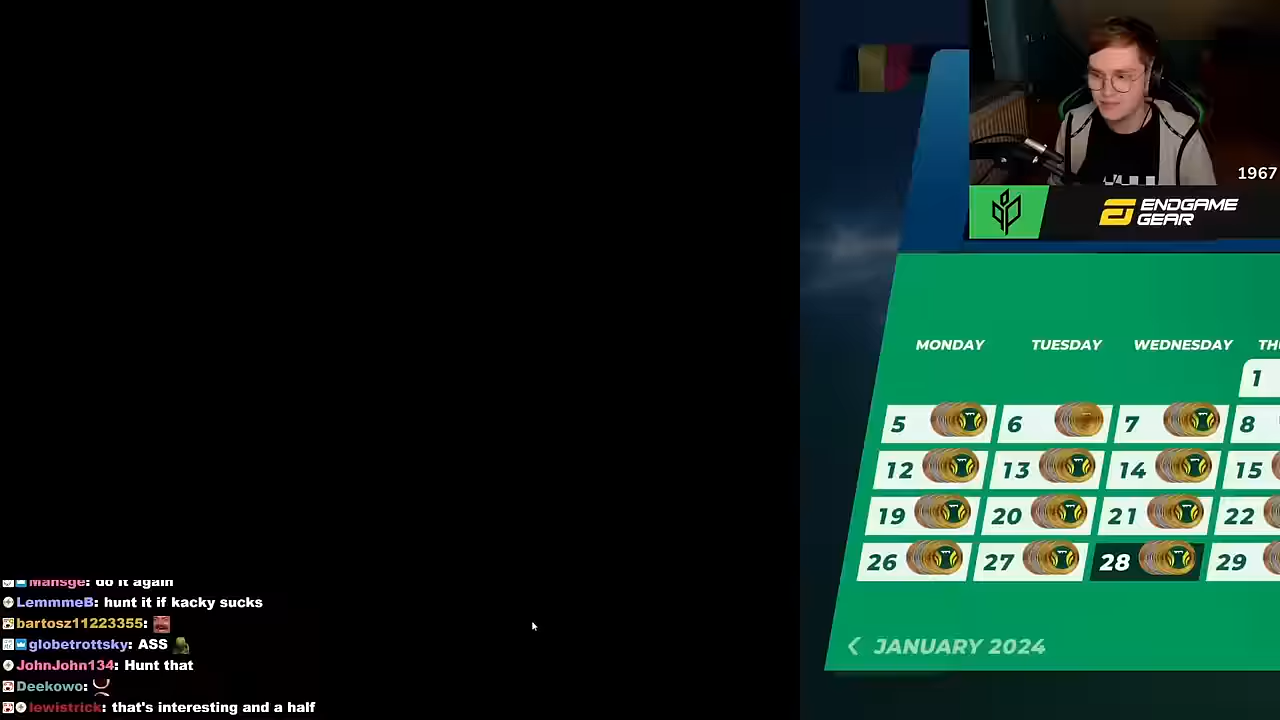 1967
ENDGAME
GEAR
MONDAY TUESDAY WEDNESDAY TH
1
5 6 7 8
12 13 14 15
19 20 21 22
26 27 28 29
JANUARY 2024
Mansge: do it again
LemmmeB: hunt it if kacky sucks
bartosz11223355:
globetrottsky: ASS
JohnJohn134: Hunt that
Deekowo:
lewistrick: that's interesting and a half